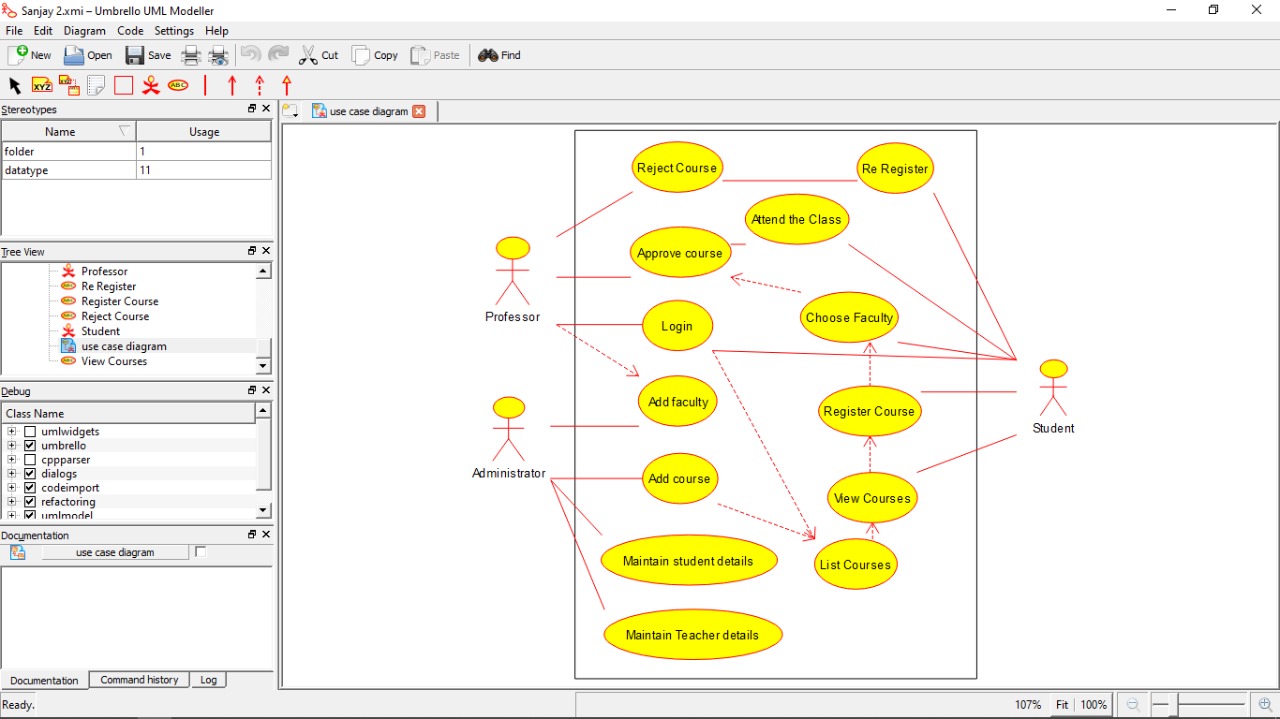 Sanjay 2.xmi – Umbrello UML Modeller
File Edit Diagram Code Settings Help
New Open Save Cut Copy Paste Find
XYZ XYZ ABC
Stereotypes
Name Usage
folder 1
datatype 11
Tree View
Professor
Re Register
Register Course
Reject Course
Student
use case diagram
View Courses
Debug
Class Name
umlwidgets
umbrello
cppparser
dialogs
codeimport
refactoring
umlmodel
Documentation
use case diagram
Documentation Command history Log
Ready.
use case diagram
Reject Course
Re Register
Attend the Class
Approve course
Professor
Choose Faculty
Login
Add faculty
Register Course
Student
Administrator
Add course
View Courses
Maintain student details
List Courses
Maintain Teacher details
107% Fit 100%